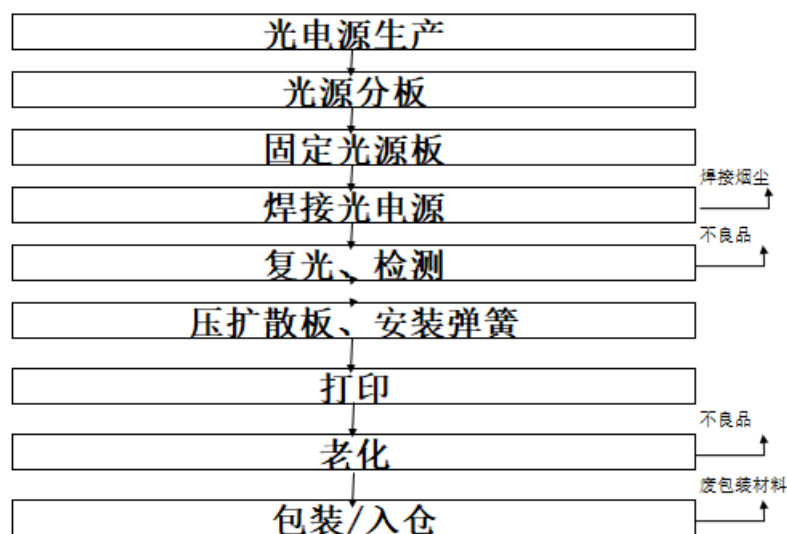 光电源生产
光源分板
固定光源板
焊接烟尘
焊接光电源
不良品
复光、检测
压扩散板、安装弹簧
打印
不良品
老化
废包装材料
包装/入仓